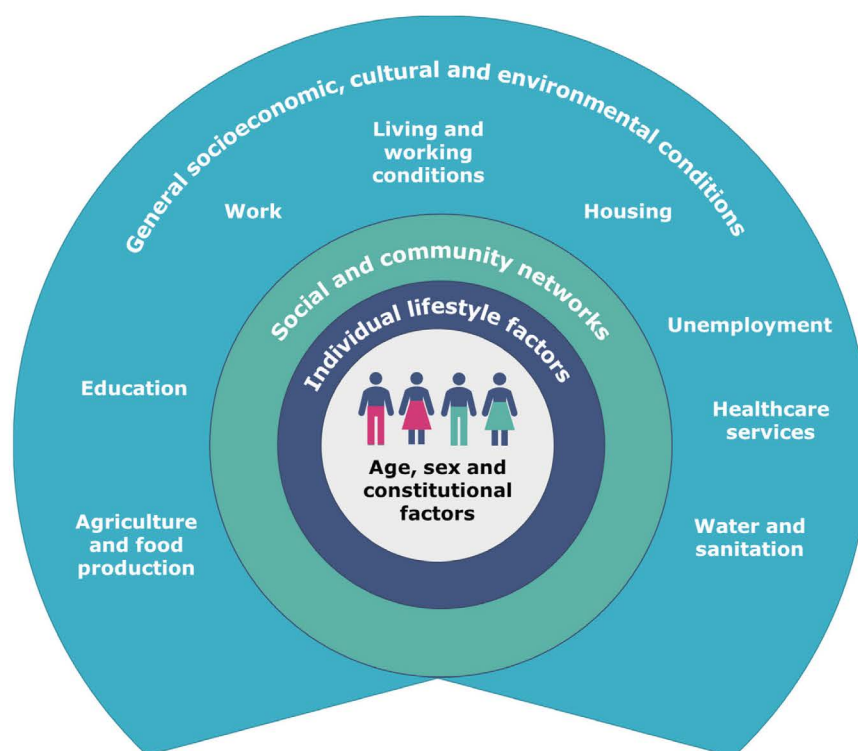 General socioeconomic, cultural and environmental conditions
Living and
working
conditions
Work
Housing
Social and community networks
Individual lifestyle factors
Unemployment
Education
Healthcare
services
Age, sex and
constitutional
factors
Agriculture
and food
production
Water and
sanitation